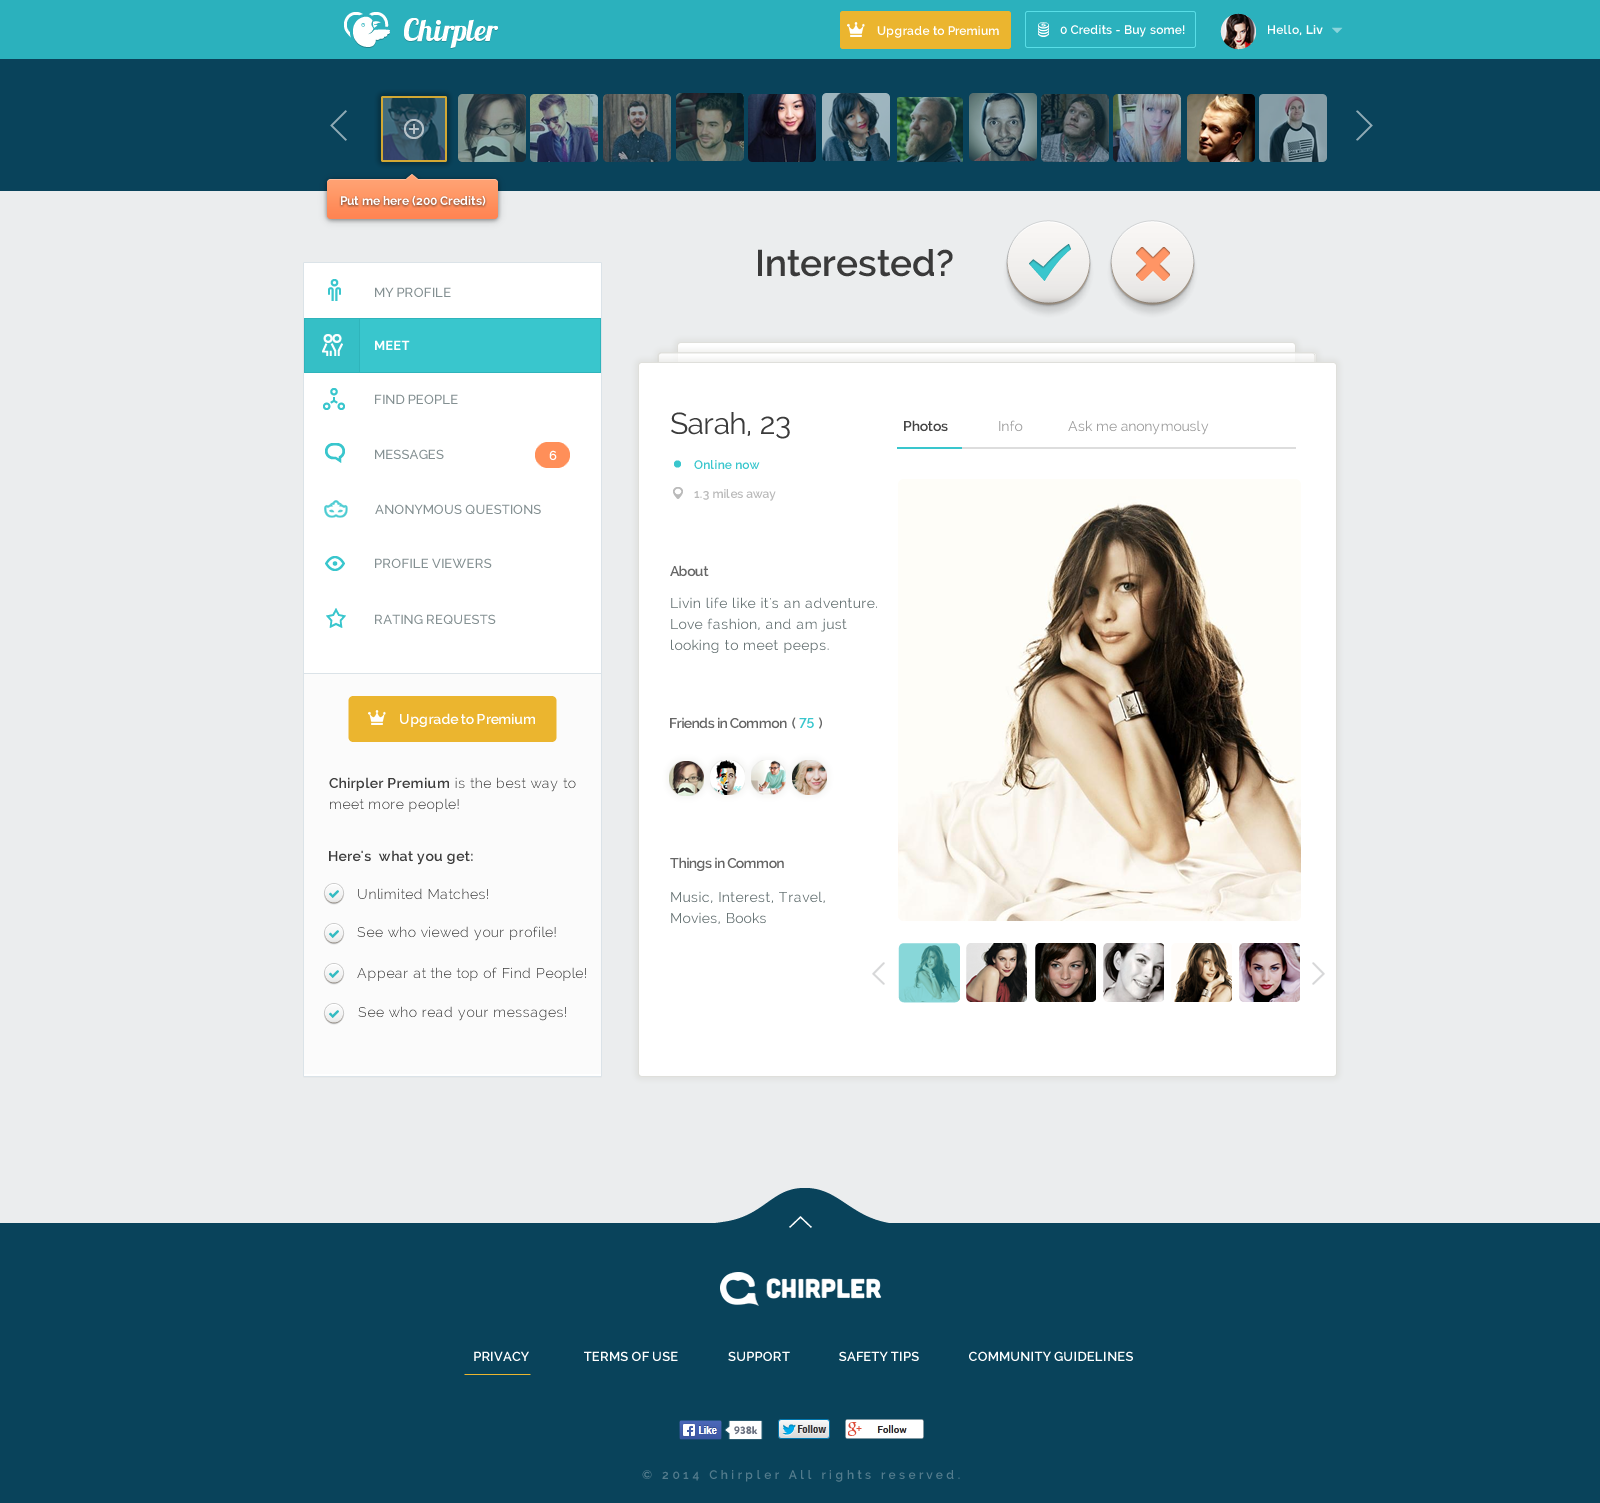 Chirpler
Upgrade to Premium
0 Credits - Buy some!
Hello, Liv
Put me here (200 Credits)
Interested?
MY PROFILE
MEET
FIND PEOPLE
MESSAGES
6
ANONYMOUS QUESTIONS
PROFILE VIEWERS
RATING REQUESTS
Upgrade to Premium
Chirpler Premium is the best way to
meet more people!
Here's what you get:
Unlimited Matches!
See who viewed your profile!
Appear at the top of Find People!
See who read your messages!
Sarah, 23
Online now
1.3 miles away
About
Livin life like it's an adventure.
Love fashion, and am just
looking to meet peeps.
Friends in Common ( 75 )
Things in Common
Music, Interest, Travel,
Movies, Books
Photos
Info
Ask me anonymously
CHIRPLER
PRIVACY
TERMS OF USE
SUPPORT
SAFETY TIPS
COMMUNITY GUIDELINES
Like
938k
Follow
Follow
© 2014 Chirpler All rights reserved.